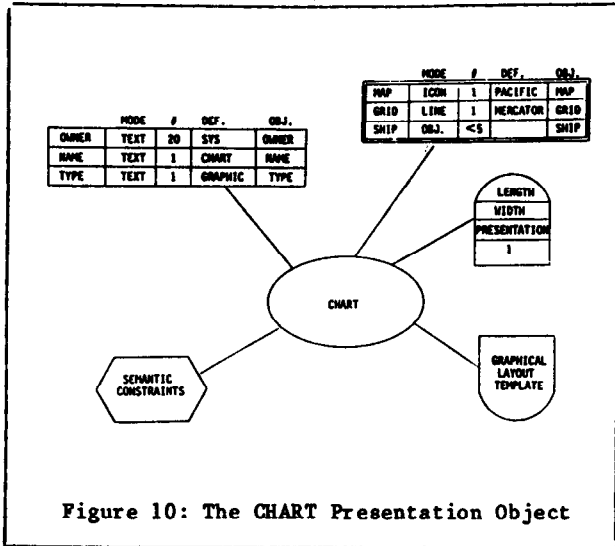 MODE # DEF. OBJ.
MAP ICON 1 PACIFIC MAP
GRID LINE 1 MERCATOR GRID
SHIP OBJ. <5 SHIP
MODE # DEF. OBJ.
OWNER TEXT 20 SYS OWNER
NAME TEXT 1 CHART NAME
TYPE TEXT 1 GRAPHIC TYPE
LENGTH
WIDTH
PRESENTATION
1
CHART
SEMANTIC
CONSTRAINTS
GRAPHICAL
LAYOUT
TEMPLATE
Figure 10: The CHART Presentation Object